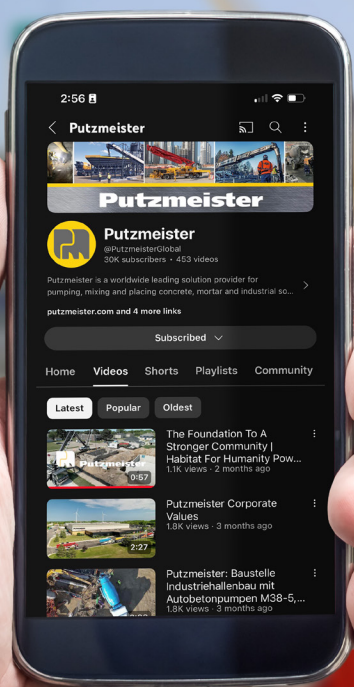 2:56
Putzmeister
Putzmeister
Putzmeister
@PutzmeisterGlobal
30K subscribers • 453 videos
Putzmeister is a worldwide leading solution provider for
pumping, mixing and placing concrete, mortar and industrial so...
putzmeister.com and 4 more links
Subscribed
Home Videos Shorts Playlists Community
Latest Popular Oldest
Putzmeister
0:57
The Foundation To A
Stronger Community |
Habitat For Humanity Pow...
1.1K views · 2 months ago
2:27
Putzmeister Corporate
Values
1.8K views · 3 months ago
Putzmeister: Baustelle
Industriehallenbau mit
Autobetonpumpen M38-5,...
1.8K views · 3 months ago